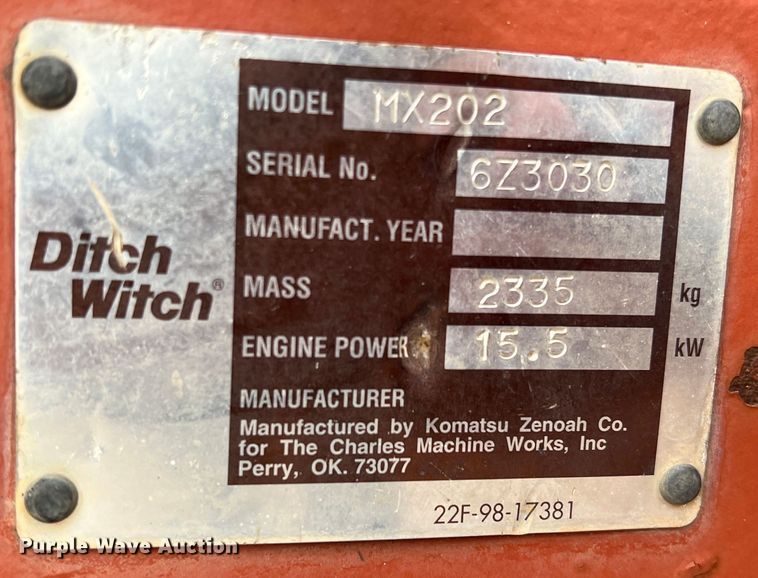 MODEL MX202
SERIAL No. 6Z3030
MANUFACT. YEAR
Ditch
Witch®
MASS 2335 kg
ENGINE POWER 15.5 kW
MANUFACTURER
Manufactured by Komatsu Zenoah Co.
for The Charles Machine Works, Inc
Perry, OK. 73077
22F-98-17381
Purple Wave Auction